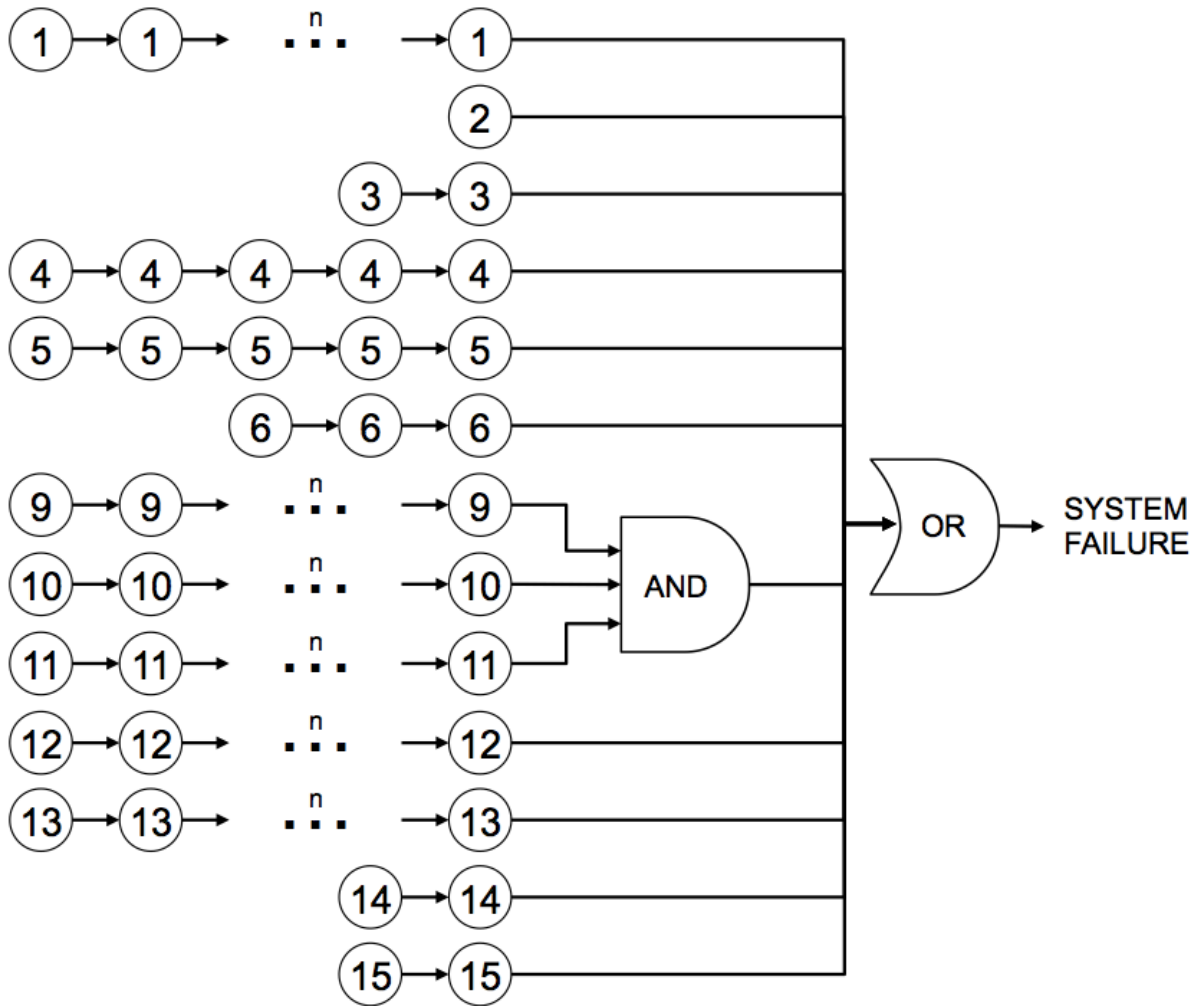 1 1 n ... 1
2
3 3
4 4 4 4 4
5 5 5 5 5
6 6 6
9 9 n ... 9
10 10 n ... 10
11 11 n ... 11
12 12 n ... 12
13 13 n ... 13
14 14
15 15
AND
OR
SYSTEM
FAILURE